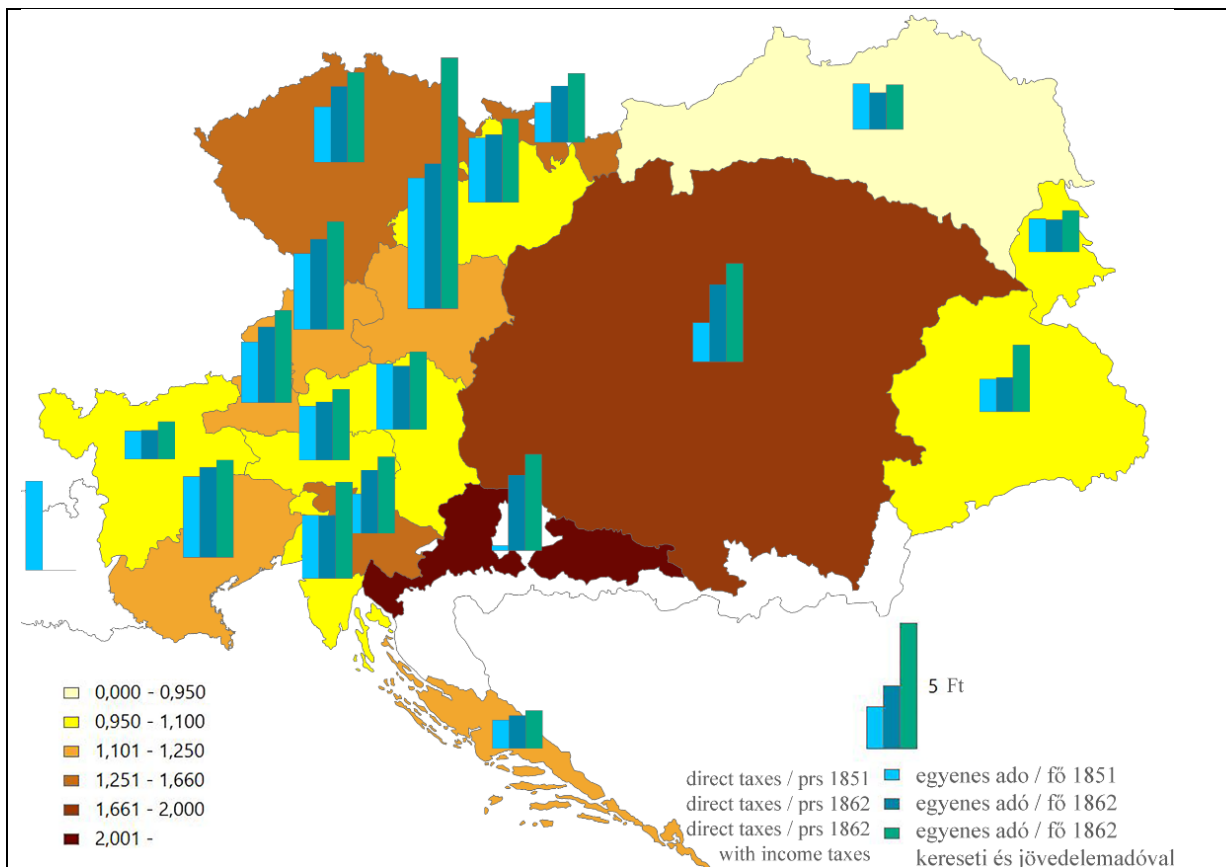 5 Ft
0,000 - 0,950
0,950 - 1,100
1,101 - 1,250
1,251 - 1,660
1,661 - 2,000
2,001 -
direct taxes / prs 1851
direct taxes / prs 1862
direct taxes / prs 1862
with income taxes
egyenes ado / fő 1851
egyenes adó / fő 1862
egyenes adó / fő 1862
kereseti és jövedelemadóval